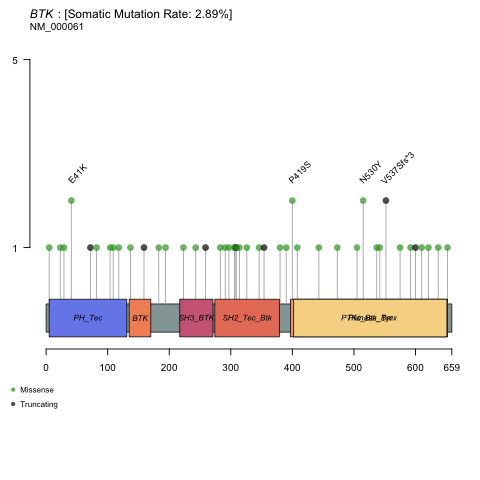 BTK : [Somatic Mutation Rate: 2.89%]
NM_000061
5
E41K
P419S
N530Y
V537Sfs*3
1
PH_Tec
BTK
SH3_BTK
SH2_Tec_Btk
0
100
200
300
400
500
600
659
Missense
Truncating